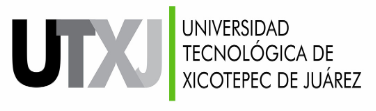 UTXJ
UNIVERSIDAD
TECNOLÓGICA DE
XICOTEPEC DE JUÁREZ